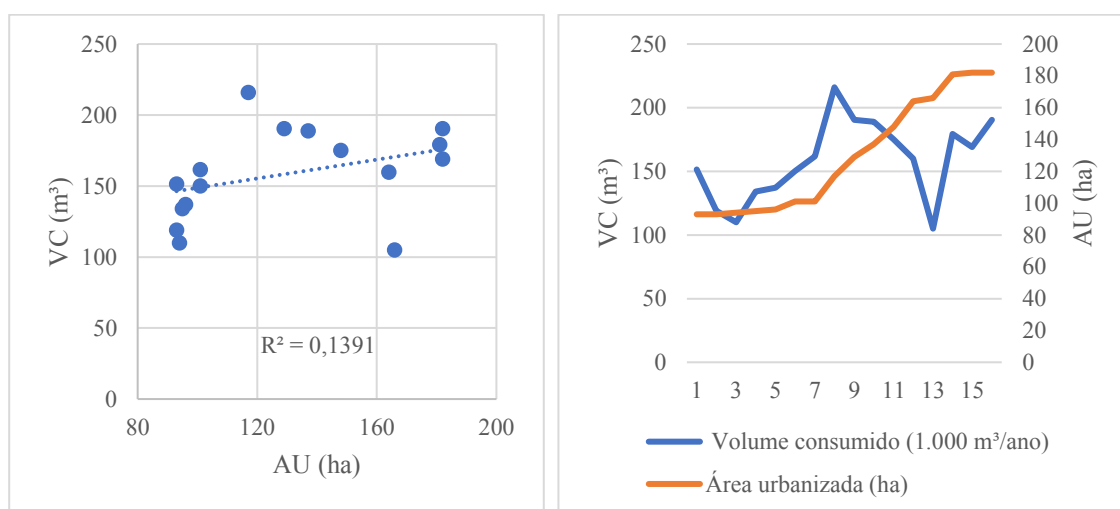 250
200
150
100
50
0
VC (m³)
R² = 0,1391
80 120 160 200
AU (ha)
250
200
150
100
50
0
VC (m³)
200
180
160
140
120
100
80
60
40
20
0
AU (ha)
1 3 5 7 9 11 13 15
Volume consumido (1.000 m³/ano)
Área urbanizada (ha)